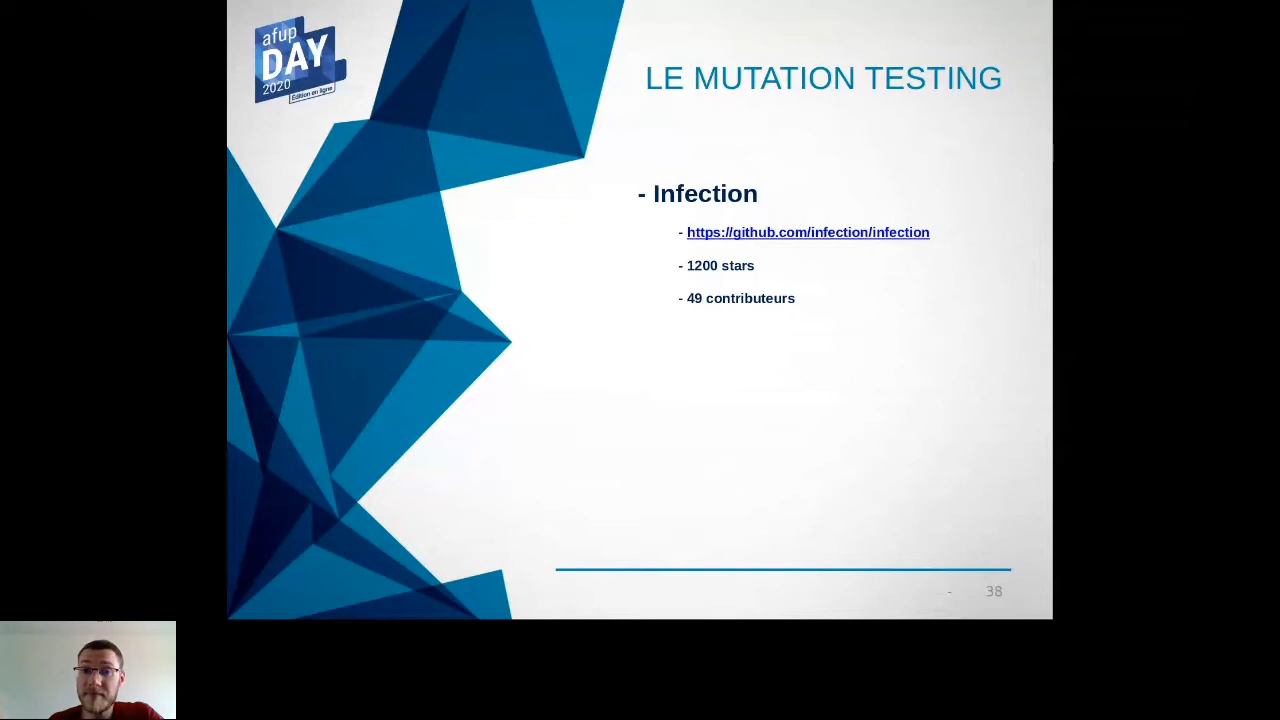 afup
DAY
2020
Édition en ligne
LE MUTATION TESTING
- Infection
- https://github.com/infection/infection
- 1200 stars
- 49 contributeurs
- 38